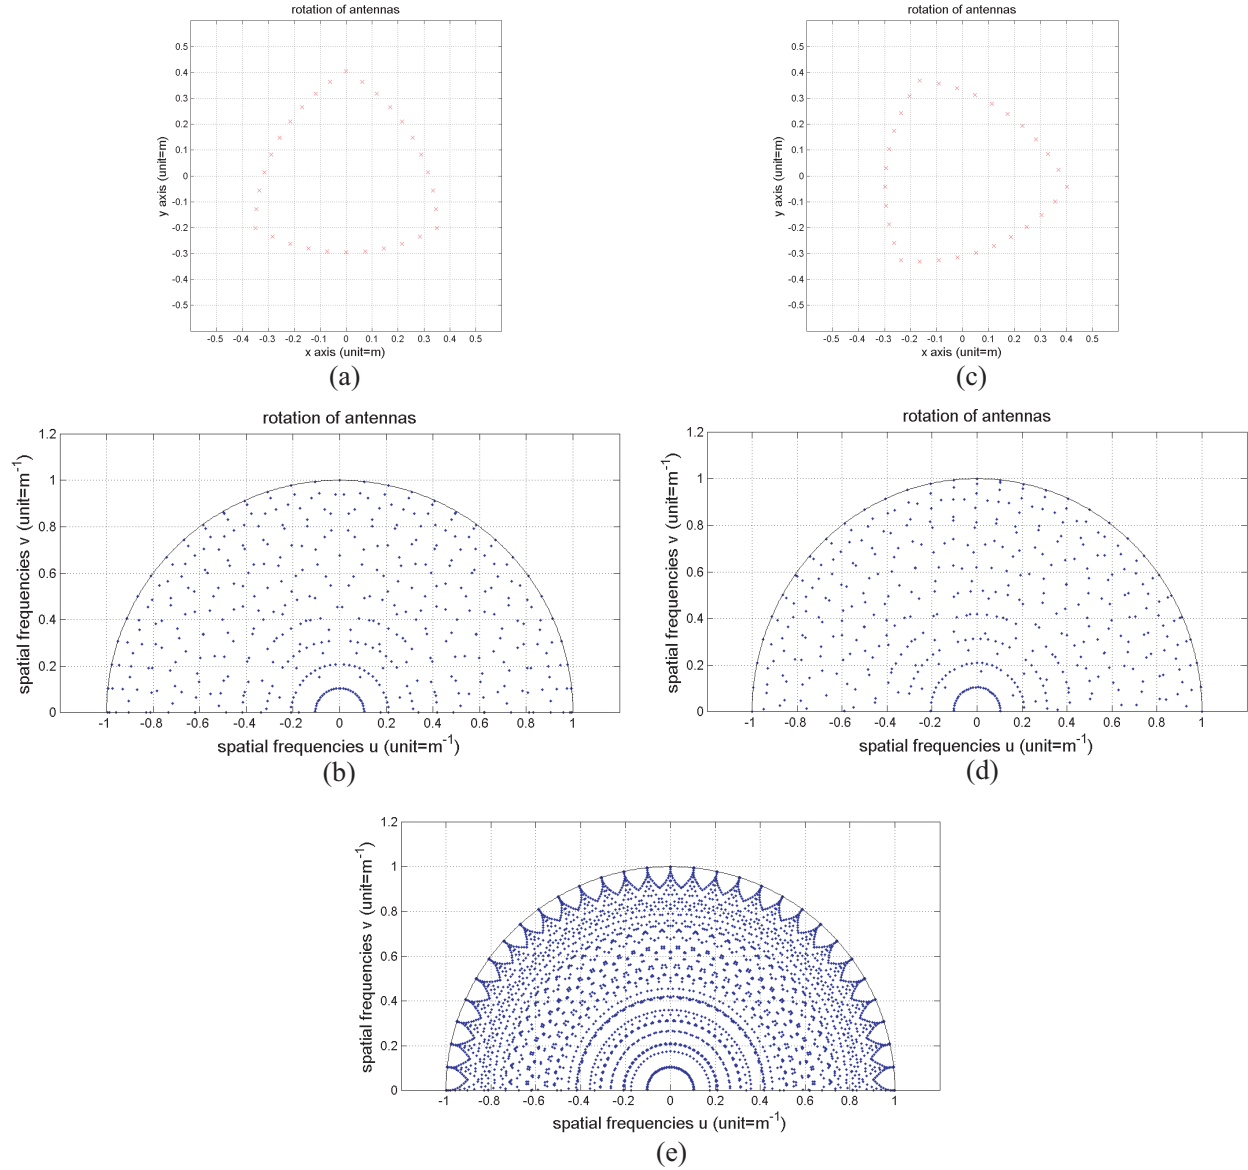 rotation of antennas
0.5
0.4
0.3
0.2
0.1
0
-0.1
-0.2
-0.3
-0.4
-0.5
y axis (unit=m)
-0.5 -0.4 -0.3 -0.2 -0.1 0 0.1 0.2 0.3 0.4 0.5
x axis (unit=m)
(a)
rotation of antennas
0.5
0.4
0.3
0.2
0.1
0
-0.1
-0.2
-0.3
-0.4
-0.5
y axis (unit=m)
-0.5 -0.4 -0.3 -0.2 -0.1 0 0.1 0.2 0.3 0.4 0.5
x axis (unit=m)
(c)
rotation of antennas
1.2
1
0.8
0.6
0.4
0.2
0
spatial frequencies v (unit=m⁻¹)
-1 -0.8 -0.6 -0.4 -0.2 0 0.2 0.4 0.6 0.8 1
spatial frequencies u (unit=m⁻¹)
(b)
rotation of antennas
1.2
1
0.8
0.6
0.4
0.2
0
spatial frequencies v (unit=m⁻¹)
-1 -0.8 -0.6 -0.4 -0.2 0 0.2 0.4 0.6 0.8 1
spatial frequencies u (unit=m⁻¹)
(d)
1.2
1
0.8
0.6
0.4
0.2
0
spatial frequencies v (unit=m⁻¹)
-1 -0.8 -0.6 -0.4 -0.2 0 0.2 0.4 0.6 0.8 1
spatial frequencies u (unit=m⁻¹)
(e)